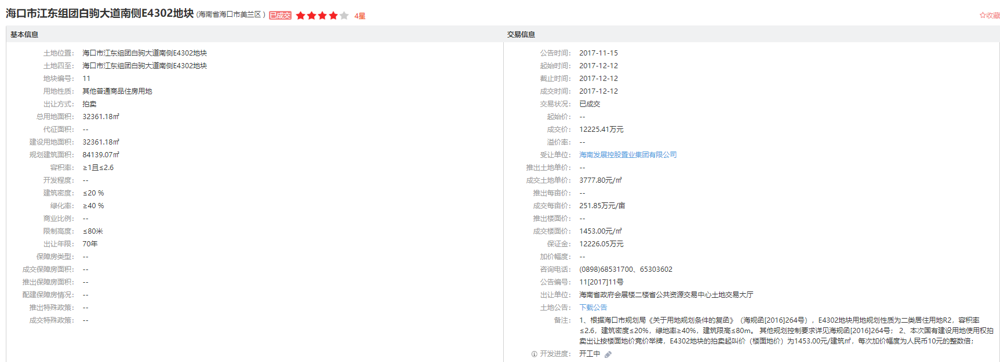 海口市江东组团白驹大道南侧E4302地块 (海南省海口市美兰区 ) 已成交 4星 ☆收藏
基本信息
土地位置： 海口市江东组团白驹大道南侧E4302地块
土地四至： 海口市江东组团白驹大道南侧E4302地块
地块编号： 11
用地性质： 其他普通商品住房用地
出让方式： 拍卖
总用地面积： 32361.18㎡
代征面积： --
建设用地面积： 32361.18㎡
规划建筑面积： 84139.07㎡
容积率： ≥1且≤2.6
开发程度： --
建筑密度： ≤20 %
绿化率： ≥40 %
商业比例： --
限制高度： ≤80米
出让年限： 70年
保障房类型： --
成交保障房面积： --
推出保障房面积： --
配建保障房情况： --
推出特殊政策： --
成交特殊政策： --
交易信息
公告时间： 2017-11-15
起始时间： 2017-12-12
截止时间： 2017-12-12
成交时间： 2017-12-12
交易状况： 已成交
起始价： --
成交价： 12225.41万元
溢价率： --
受让单位： 海南发展控股置业集团有限公司
推出土地单价： --
成交土地单价： 3777.80元/㎡
推出每亩价： --
成交每亩价： 251.85万元/亩
推出楼面价： --
成交楼面价： 1453.00元/㎡
保证金： 12226.05万元
加价幅度： --
咨询电话： (0898)68531700、65303602
公告编号： 11[2017]11号
出让单位： 海南省政府会展楼二楼省公共资源交易中心土地交易大厅
土地公告： 下载公告
备注： 1、根据海口市规划局《关于用地规划条件的复函》（海规函[2016]264号），E4302地块用地规划性质为二类居住用地R2，容积率
≤2.6，建筑密度≤20%，绿地率≥40%，建筑限高≤80m。 其他规划控制要求详见海规函[2016]264号； 2、本次国有建设用地使用权拍
卖出让按楼面地价竞价举牌，E4302地块的拍卖起叫价（楼面地价）为1453.00元/建筑㎡，每次加价幅度为人民币10元的整数倍；
开发进度： 开工中